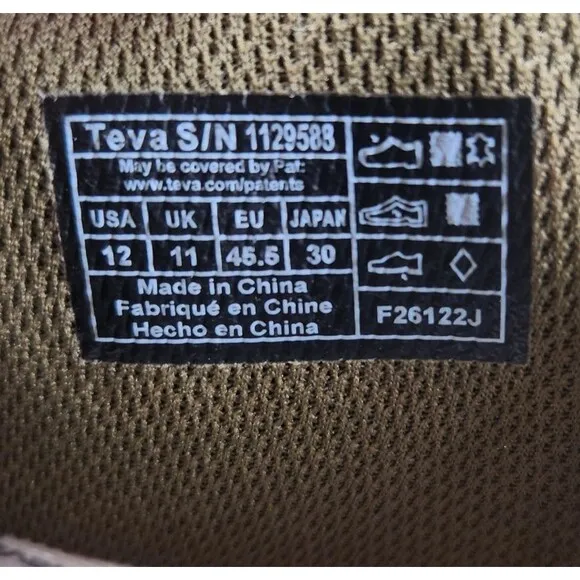 Teva S/N 1129588
May be covered by Pat:
www.teva.com/patents
USA UK EU JAPAN
12 11 45.5 30
Made in China
Fabriqué en Chine
Hecho en China
F26122J